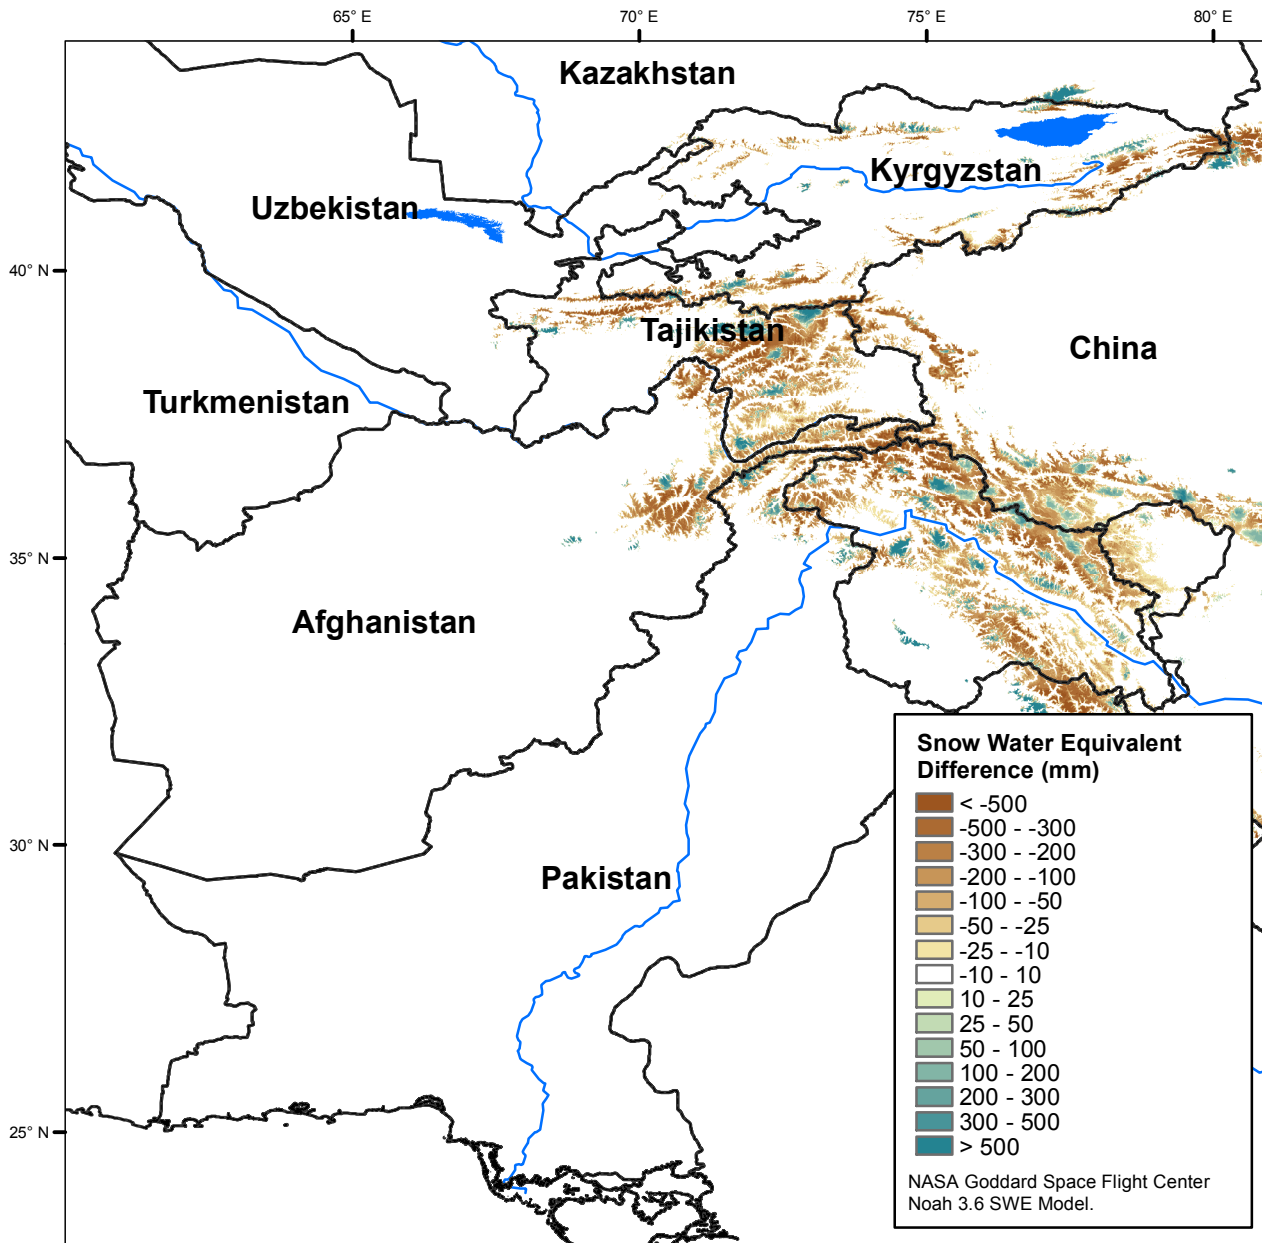 65° E
70° E
75° E
80° E
Kazakhstan
Kyrgyzstan
Uzbekistan
40° N
Tajikistan
China
Turkmenistan
35° N
Afghanistan
30° N
Pakistan
25° N
Snow Water Equivalent
Difference (mm)
< -500
-500 - -300
-300 - -200
-200 - -100
-100 - -50
-50 - -25
-25 - -10
-10 - 10
10 - 25
25 - 50
50 - 100
100 - 200
200 - 300
300 - 500
> 500
NASA Goddard Space Flight Center
Noah 3.6 SWE Model.